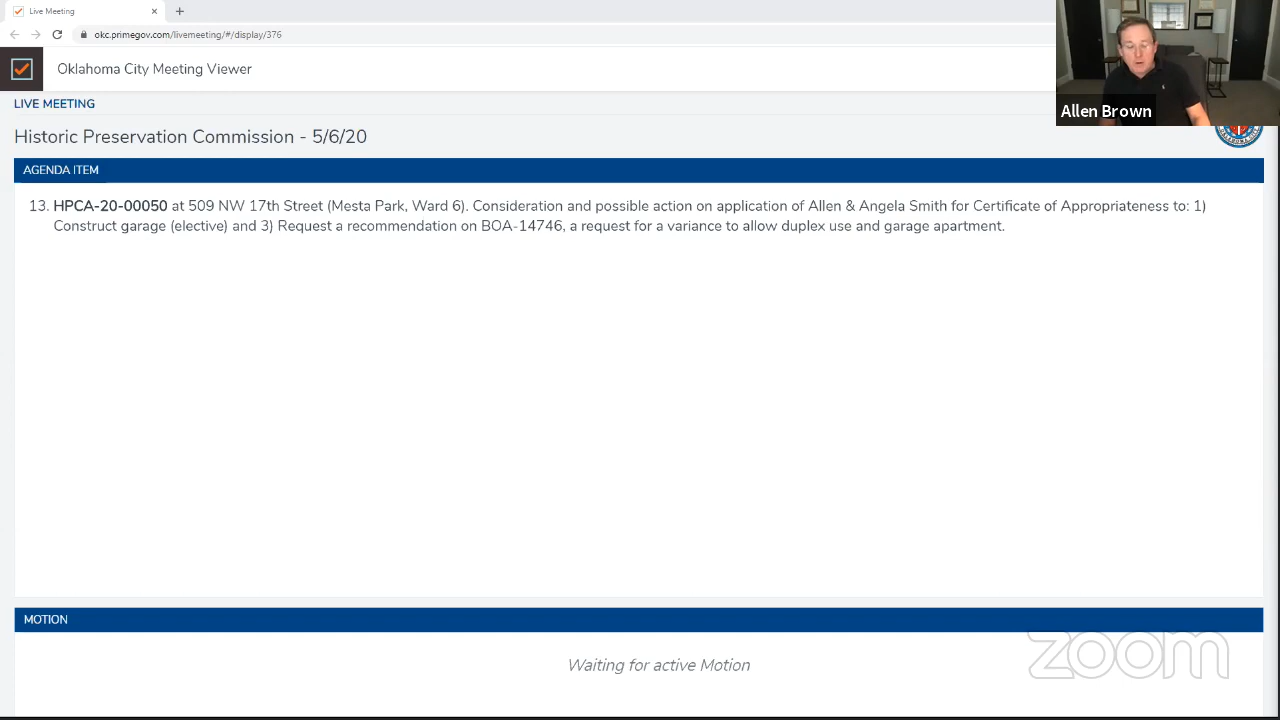 Live Meeting
okc.primegov.com/livemeeting/#/display/376
Oklahoma City Meeting Viewer
Allen Brown
LIVE MEETING
Historic Preservation Commission - 5/6/20
AGENDA ITEM
13. HPCA-20-00050 at 509 NW 17th Street (Mesta Park, Ward 6). Consideration and possible action on application of Allen & Angela Smith for Certificate of Appropriateness to: 1)
Construct garage (elective) and 3) Request a recommendation on BOA-14746, a request for a variance to allow duplex use and garage apartment.
MOTION
Waiting for active Motion
zoom